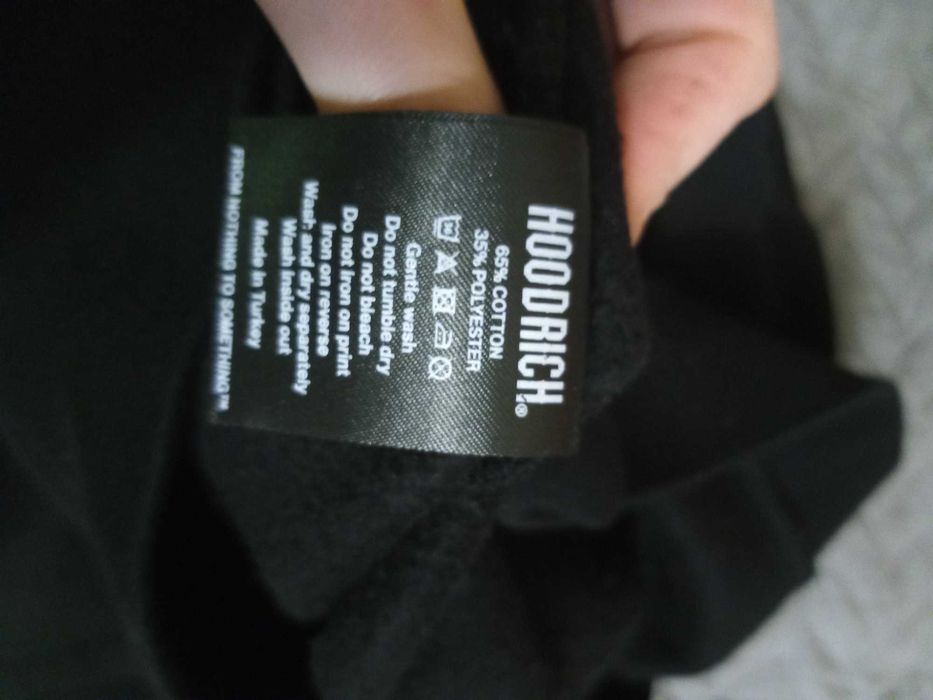 HOODRICH®
65% COTTON
35% POLYESTER
Gentle wash
Do not tumble dry
Do not bleach
Do not Iron on print
Iron on reverse
Wash and dry separately
Wash Inside out
Made in Turkey
FROM NOTHING TO SOMETHING™